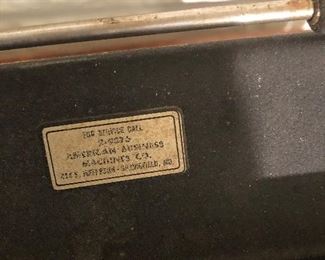 FOR SERVICE CALL
AMERICAN BUSINESS
MACHINES CO.
JEFFERSON - SPRINGFIELD, MO.